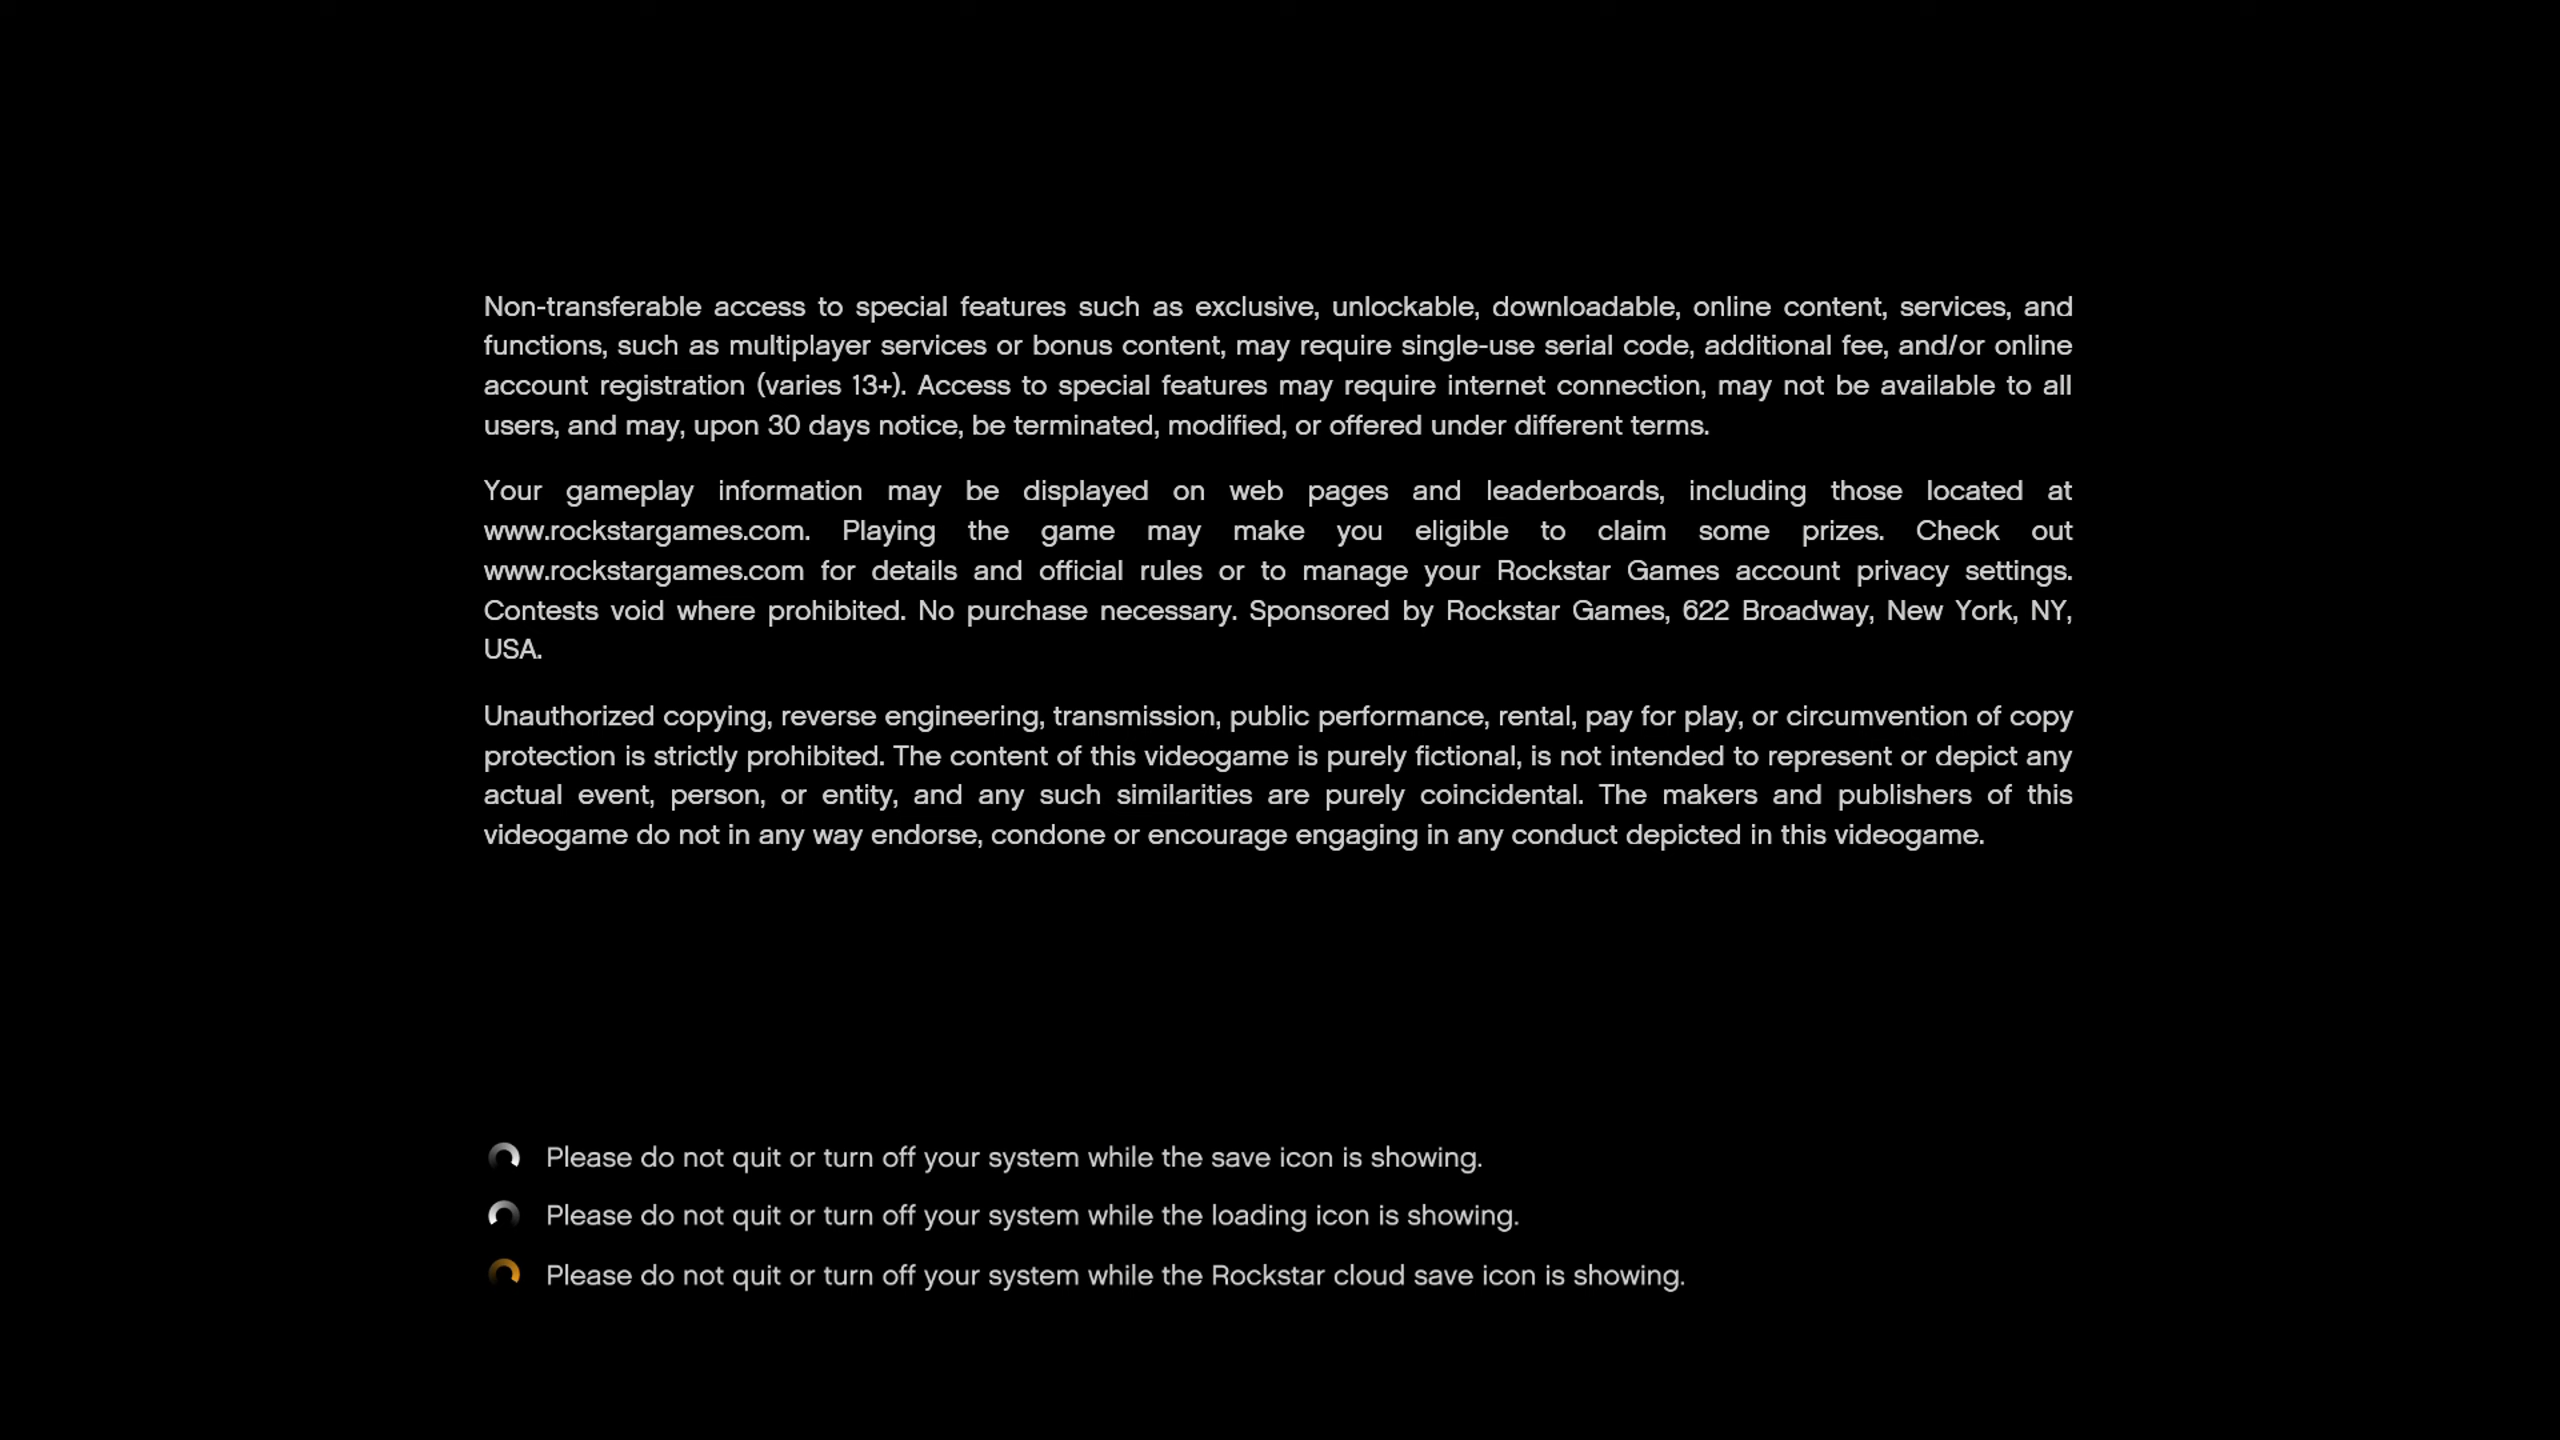 Non-transferable access to special features such as exclusive, unlockable, downloadable, online content, services, and
functions, such as multiplayer services or bonus content, may require single-use serial code, additional fee, and/or online
account registration (varies 13+). Access to special features may require internet connection, may not be available to all
users, and may, upon 30 days notice, be terminated, modified, or offered under different terms.
Your gameplay information may be displayed on web pages and leaderboards, including those located at
www.rockstargames.com. Playing the game may make you eligible to claim some prizes. Check out
www.rockstargames.com for details and official rules or to manage your Rockstar Games account privacy settings.
Contests void where prohibited. No purchase necessary. Sponsored by Rockstar Games, 622 Broadway, New York, NY,
USA.
Unauthorized copying, reverse engineering, transmission, public performance, rental, pay for play, or circumvention of copy
protection is strictly prohibited. The content of this videogame is purely fictional, is not intended to represent or depict any
actual event, person, or entity, and any such similarities are purely coincidental. The makers and publishers of this
videogame do not in any way endorse, condone or encourage engaging in any conduct depicted in this videogame.
Please do not quit or turn off your system while the save icon is showing.
Please do not quit or turn off your system while the loading icon is showing.
Please do not quit or turn off your system while the Rockstar cloud save icon is showing.